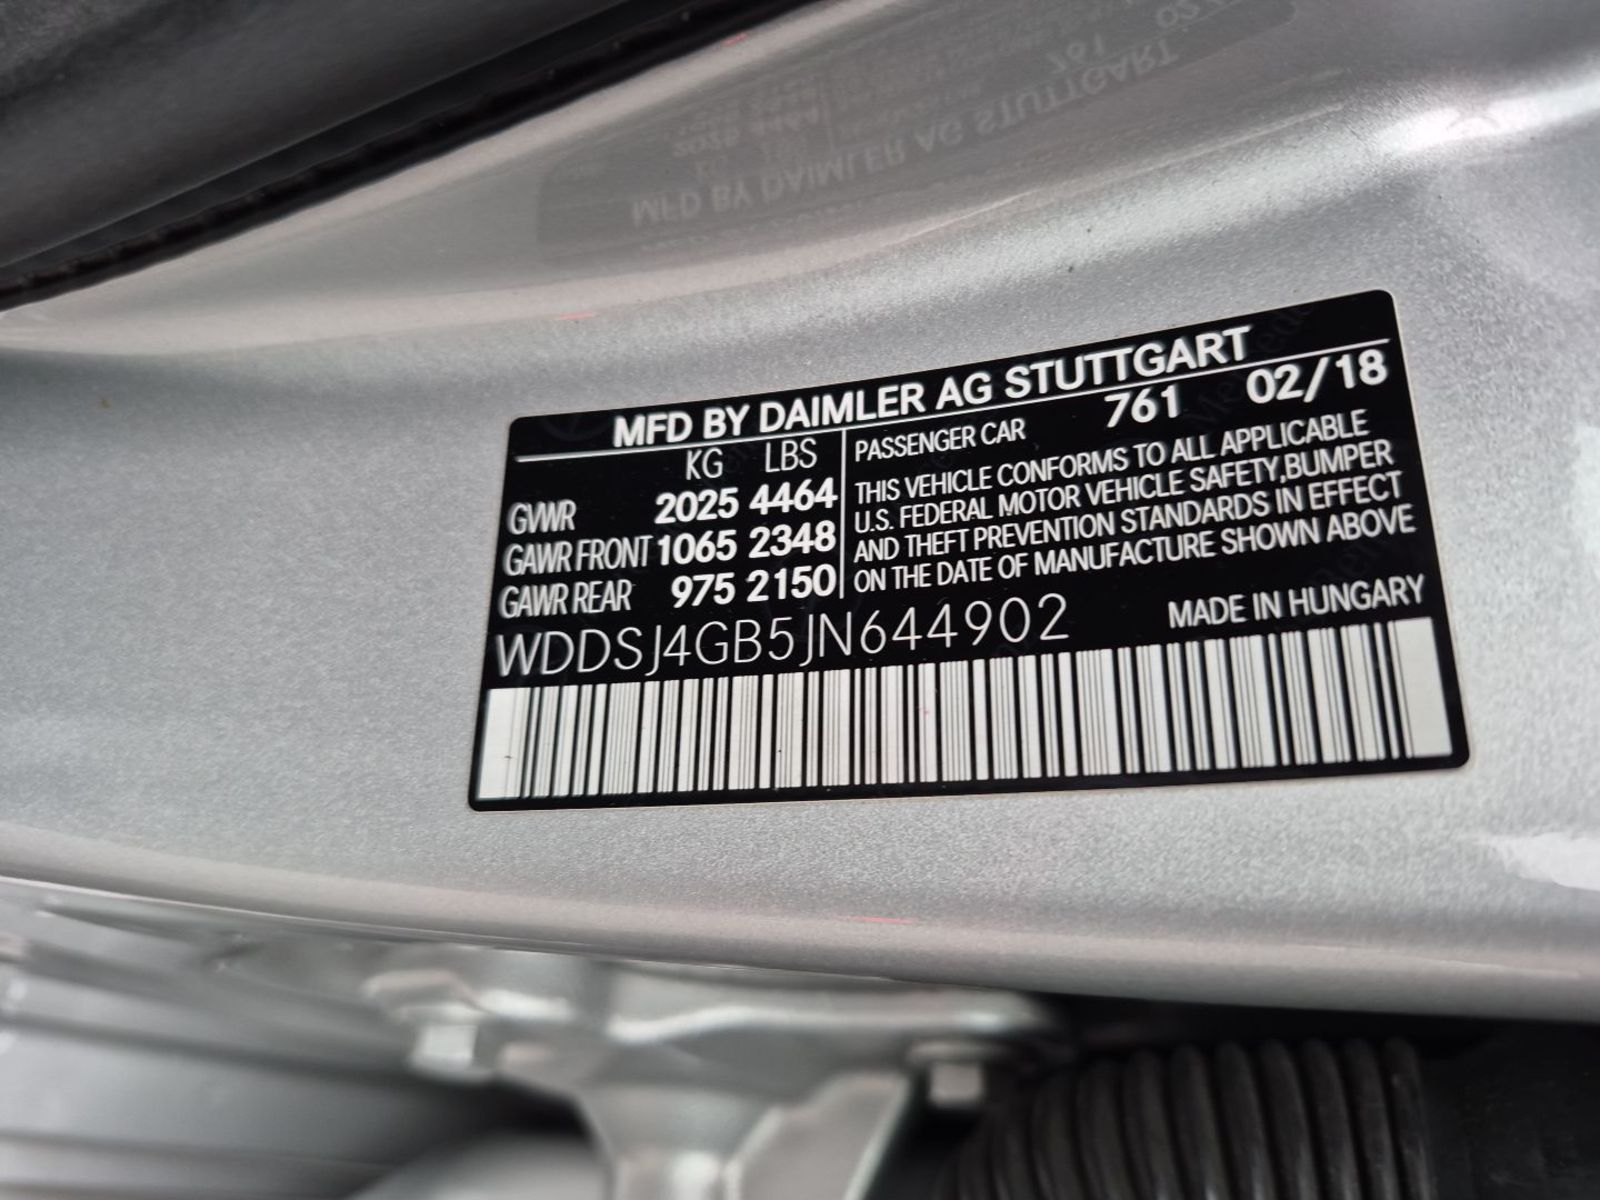 MFD BY DAIMLER AG STUTTGART
KG LBS
GVWR 2025 4464
GAWR FRONT 1065 2348
GAWR REAR 975 2150
PASSENGER CAR 761 02/18
THIS VEHICLE CONFORMS TO ALL APPLICABLE
U.S. FEDERAL MOTOR VEHICLE SAFETY,BUMPER
AND THEFT PREVENTION STANDARDS IN EFFECT
ON THE DATE OF MANUFACTURE SHOWN ABOVE
WDDSJ4GB5JN644902
MADE IN HUNGARY